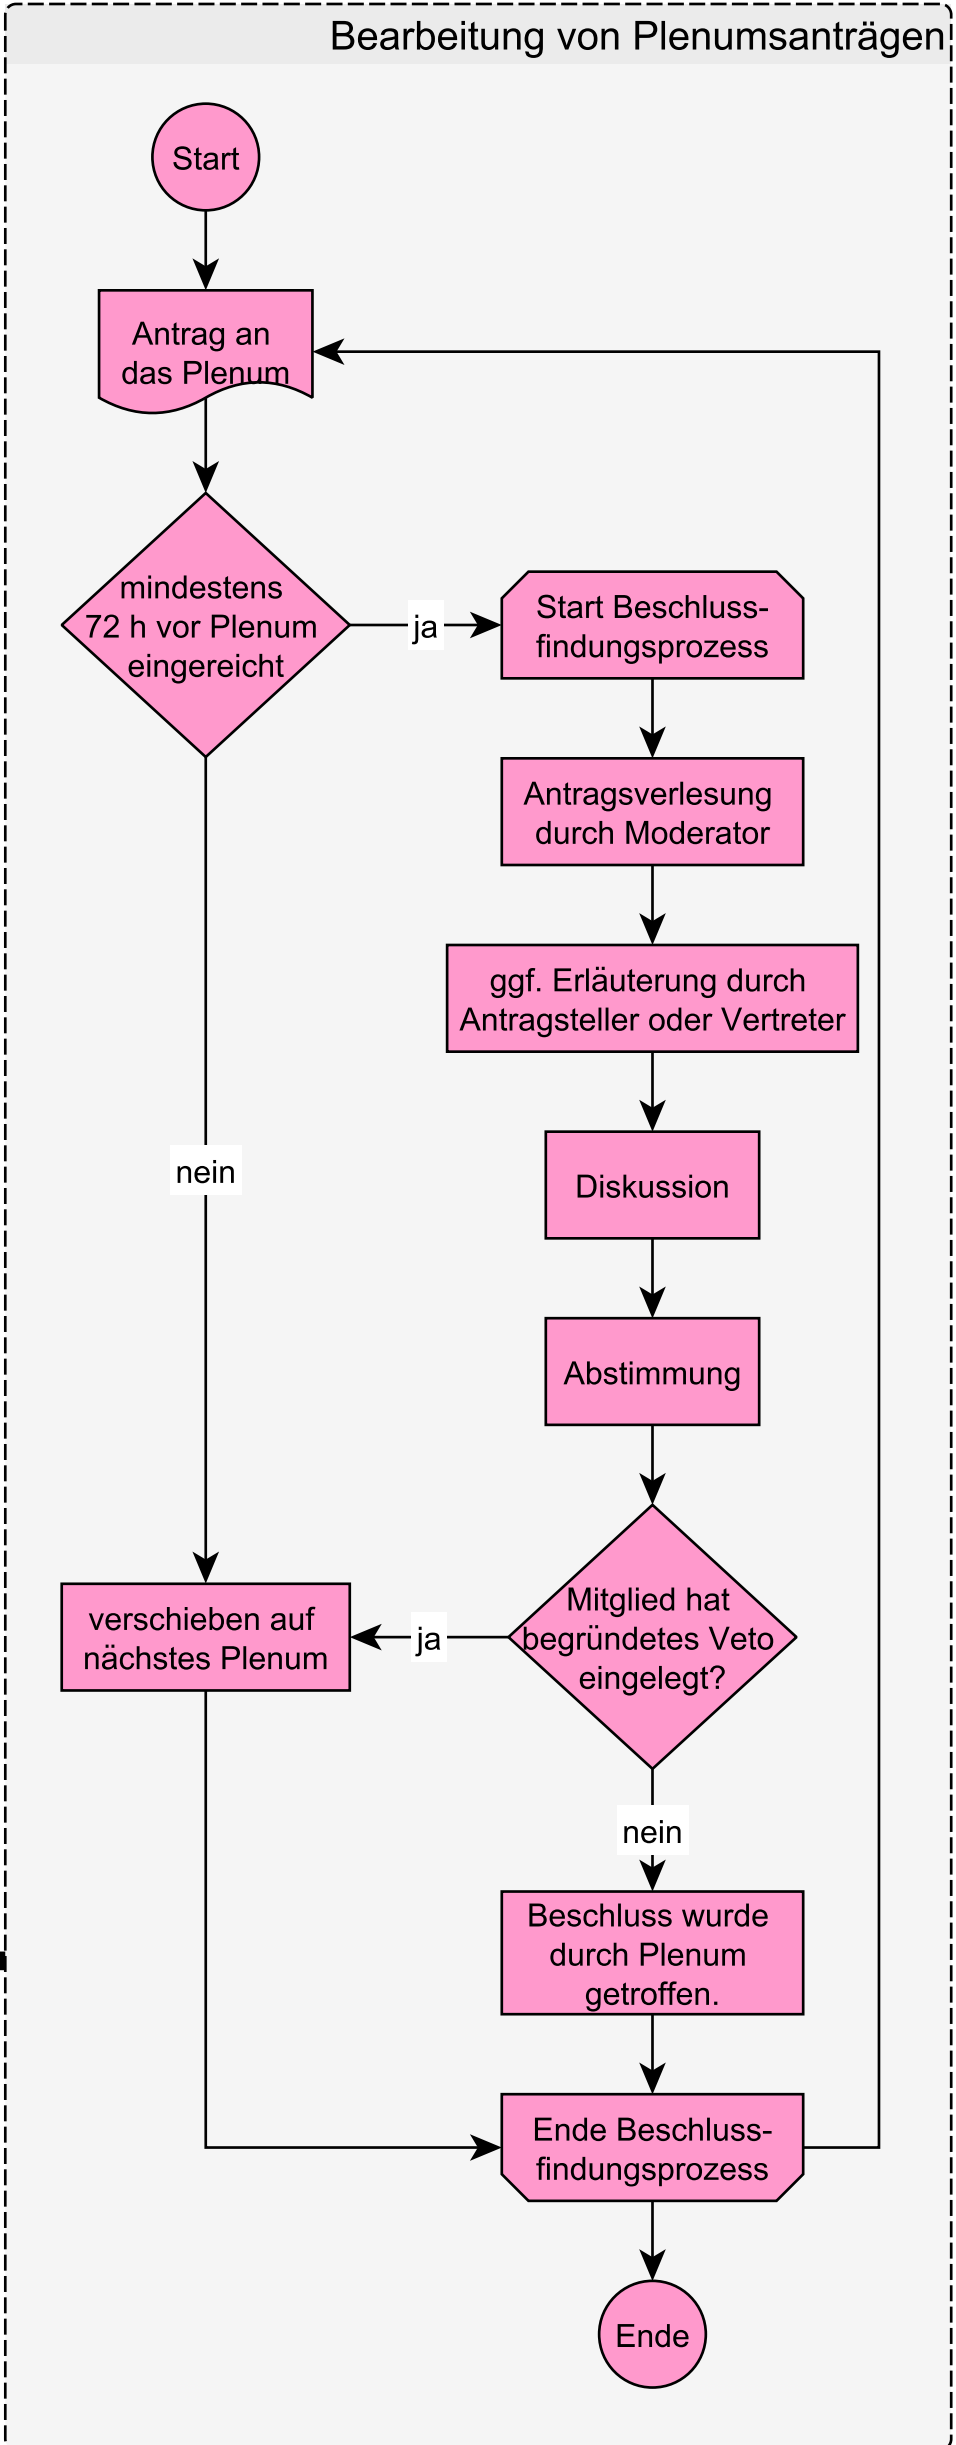 Bearbeitung von Plenumsanträgen
Start
Antrag an
das Plenum
mindestens
72 h vor Plenum
eingereicht
ja
Start Beschluss-
findungsprozess
Antragsverlesung
durch Moderator
ggf. Erläuterung durch
Antragsteller oder Vertreter
Diskussion
nein
Abstimmung
Mitglied hat
begründetes Veto
eingelegt?
ja
verschieben auf
nächstes Plenum
nein
Beschluss wurde
durch Plenum
getroffen.
Ende Beschluss-
findungsprozess
Ende